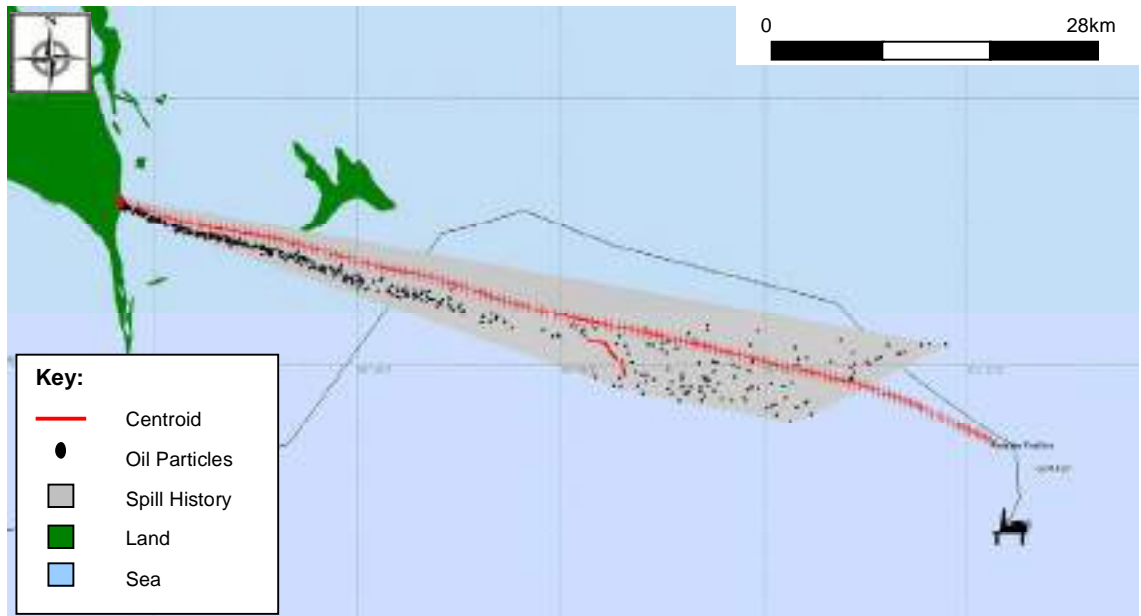 0 28km
Key:
Centroid
Oil Particles
Spill History
Land
Sea